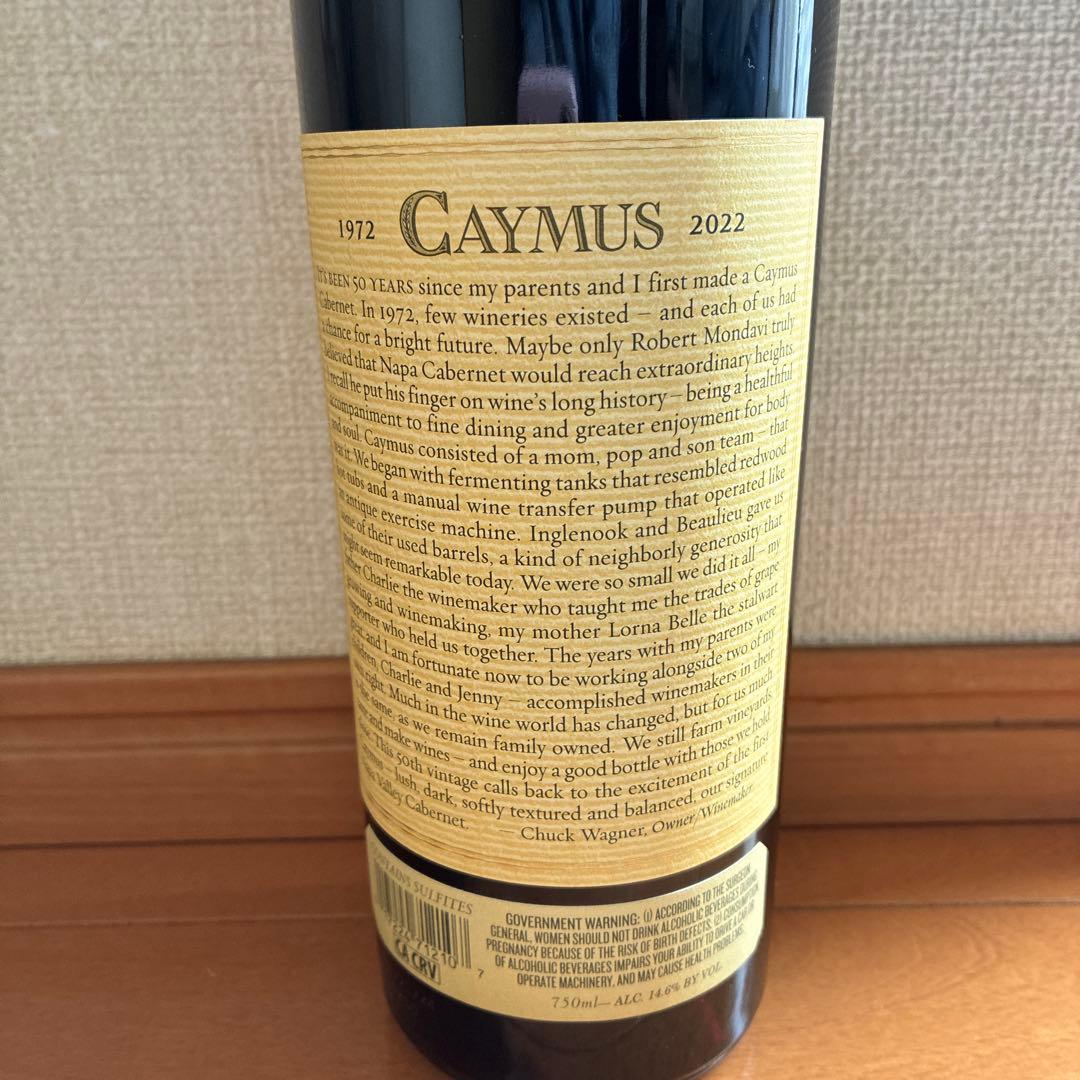 1972 CAYMUS 2022
IT'S BEEN 50 YEARS since my parents and I first made a Caymus
Cabernet. In 1972, few wineries existed – and each of us had
a chance for a bright future. Maybe only Robert Mondavi truly
believed that Napa Cabernet would reach extraordinary heights.
I recall he put his finger on wine's long history – being a healthful
accompaniment to fine dining and greater enjoyment for body
and soul. Caymus consisted of a mom, pop and son team – that
was it. We began with fermenting tanks that resembled redwood
hot tubs and a manual wine transfer pump that operated like
an antique exercise machine. Inglenook and Beaulieu gave us
some of their used barrels, a kind of neighborly generosity that
might seem remarkable today. We were so small we did it all – my
father Charlie the winemaker who taught me the trades of grape
growing and winemaking, my mother Lorna Belle the stalwart
supporter who held us together. The years with my parents were
great, and I am fortunate now to be working alongside two of my
children, Charlie and Jenny – accomplished winemakers in their
own right. Much in the wine world has changed, but for us much
is the same, as we remain family owned. We still farm vineyards
and make wines – and enjoy a good bottle with those we hold
dear. This 50th vintage calls back to the excitement of the first
Caymus – lush, dark, softly textured and balanced, our signature
Napa Valley Cabernet. — Chuck Wagner, Owner/Winemaker
CONTAINS SULFITES
71210 7
CA CRV
GOVERNMENT WARNING: (1) ACCORDING TO THE SURGEON
GENERAL, WOMEN SHOULD NOT DRINK ALCOHOLIC BEVERAGES DURING
PREGNANCY BECAUSE OF THE RISK OF BIRTH DEFECTS. (2) CONSUMPTION
OF ALCOHOLIC BEVERAGES IMPAIRS YOUR ABILITY TO DRIVE A CAR OR
OPERATE MACHINERY, AND MAY CAUSE HEALTH PROBLEMS.
750ml— ALC. 14.6% BY VOL.